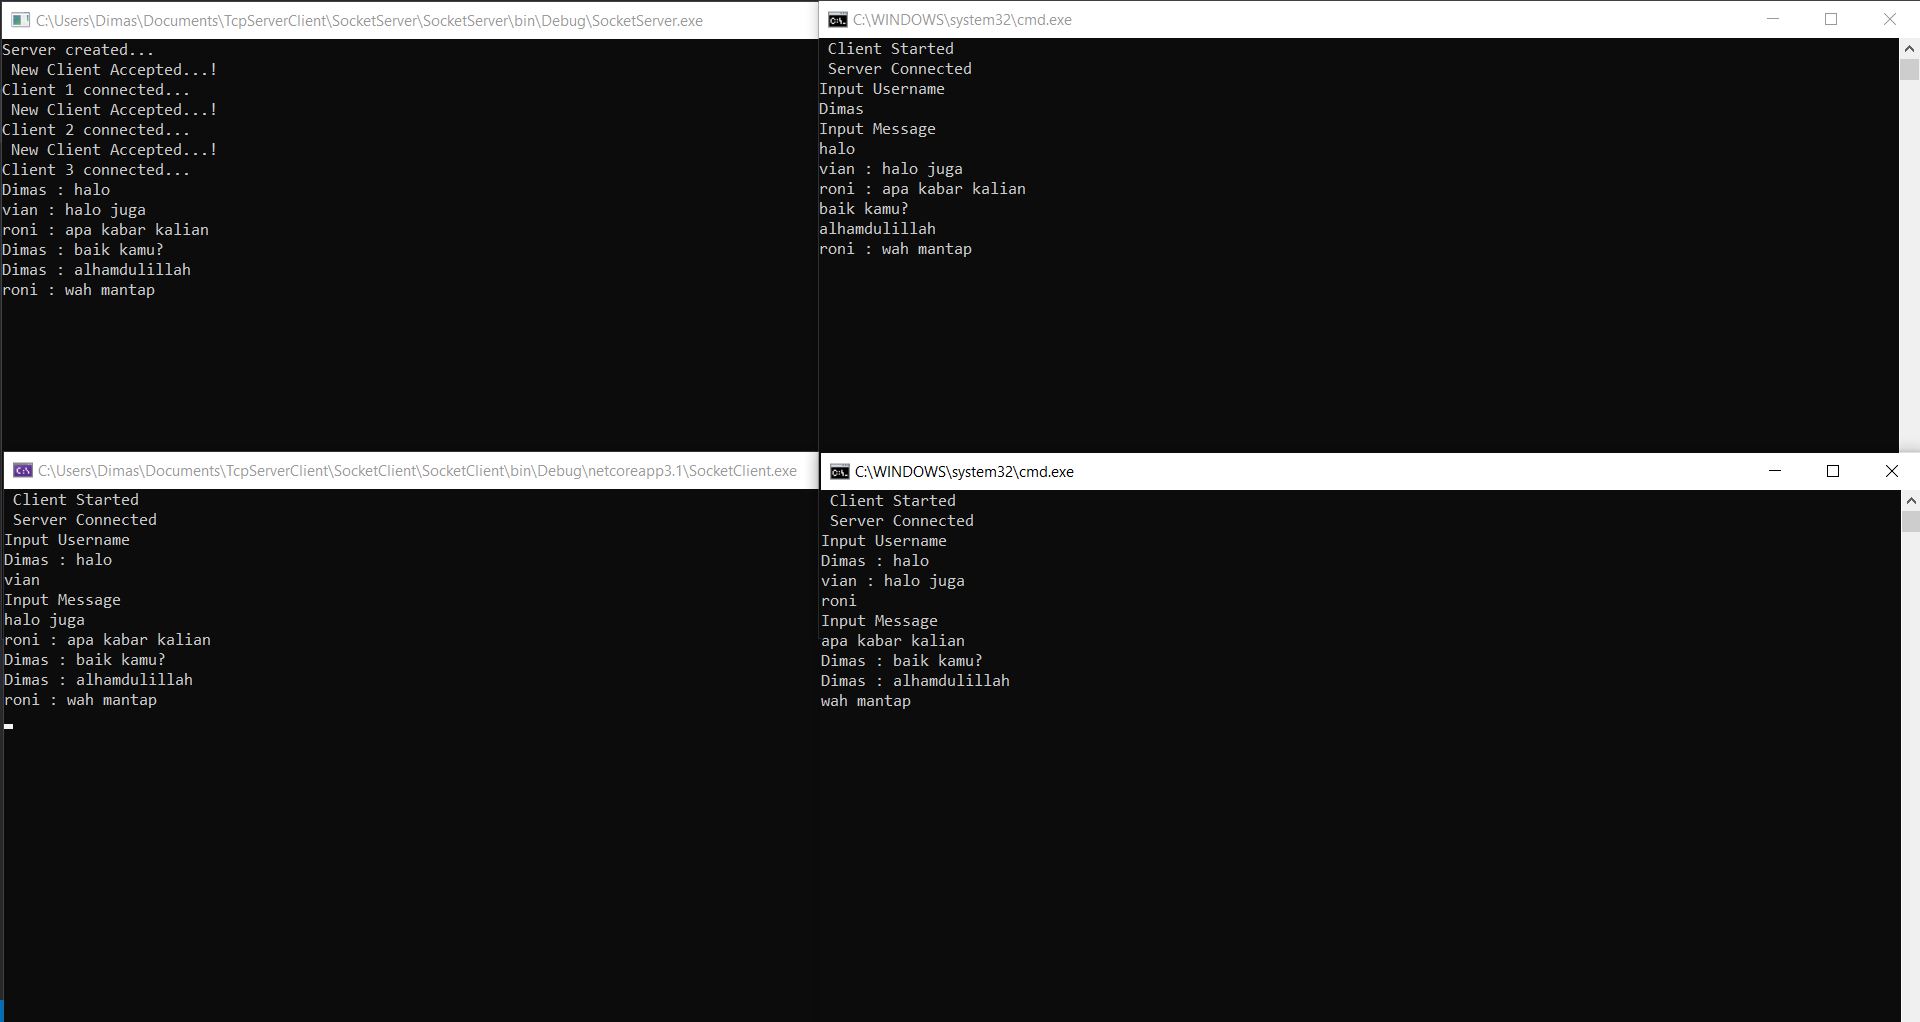 C:\Users\Dimas\Documents\TcpServerClient\SocketServer\SocketServer\bin\Debug\SocketServer.exe
Server created...
New Client Accepted...!
Client 1 connected...
New Client Accepted...!
Client 2 connected...
New Client Accepted...!
Client 3 connected...
Dimas : halo
vian : halo juga
roni : apa kabar kalian
Dimas : baik kamu?
Dimas : alhamdulillah
roni : wah mantap
C:\WINDOWS\system32\cmd.exe
Client Started
Server Connected
Input Username
Dimas
Input Message
halo
vian : halo juga
roni : apa kabar kalian
baik kamu?
alhamdulillah
roni : wah mantap
C:\Users\Dimas\Documents\TcpServerClient\SocketClient\SocketClient\bin\Debug\netcoreapp3.1\SocketClient.exe
Client Started
Server Connected
Input Username
Dimas : halo
vian
Input Message
halo juga
roni : apa kabar kalian
Dimas : baik kamu?
Dimas : alhamdulillah
roni : wah mantap
C:\WINDOWS\system32\cmd.exe
Client Started
Server Connected
Input Username
Dimas : halo
vian : halo juga
roni
Input Message
apa kabar kalian
Dimas : baik kamu?
Dimas : alhamdulillah
wah mantap